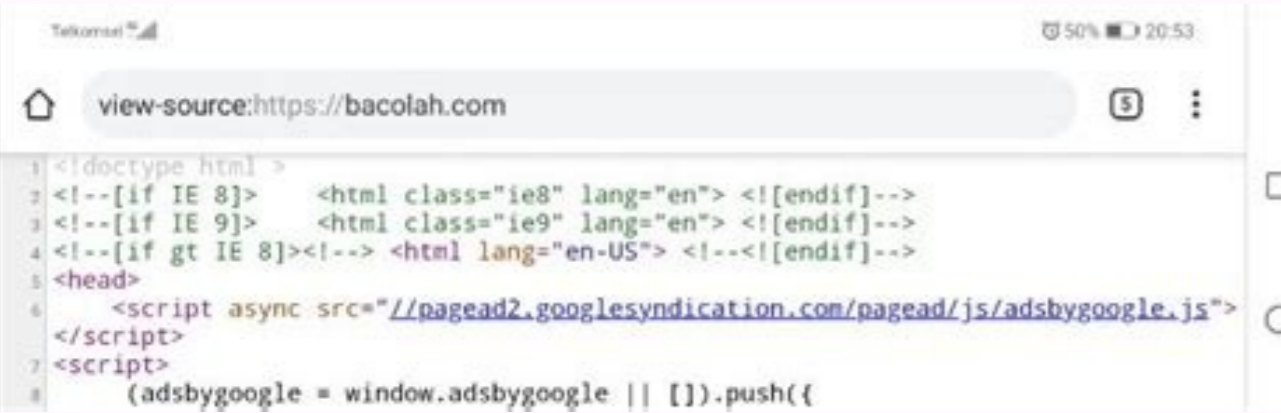 Telkomsel 50% 20:53
view-source:https://bacolah.com 5
1 <!doctype html >
2 <!--[if IE 8]>    <html class="ie8" lang="en"> <![endif]-->
3 <!--[if IE 9]>    <html class="ie9" lang="en"> <![endif]-->
4 <!--[if gt IE 8]><!--> <html lang="en-US"> <!--<![endif]-->
5 <head>
6     <script async src="//pagead2.googlesyndication.com/pagead/js/adsbygoogle.js">
</script>
7 <script>
8      (adsbygoogle = window.adsbygoogle || []).push({